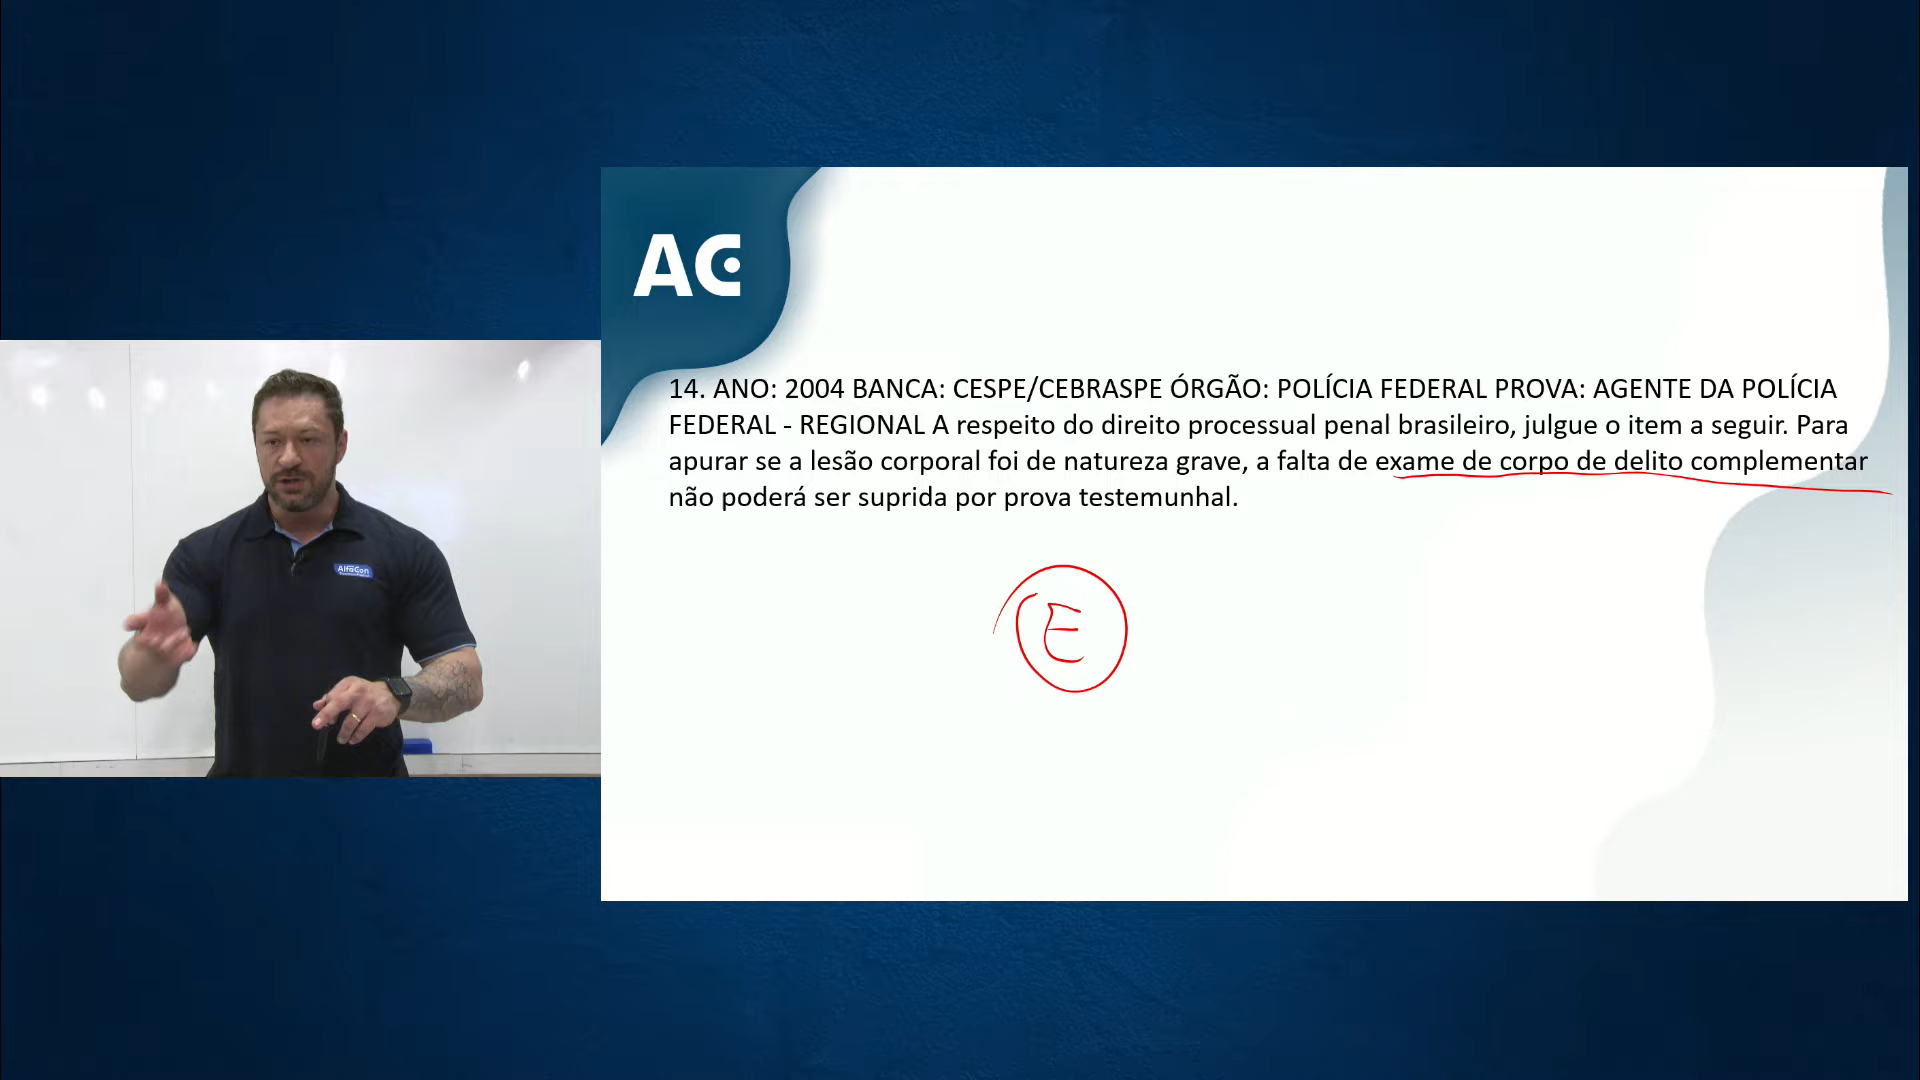 AC
14. ANO: 2004 BANCA: CESPE/CEBRASPE ÓRGÃO: POLÍCIA FEDERAL PROVA: AGENTE DA POLÍCIA
FEDERAL - REGIONAL A respeito do direito processual penal brasileiro, julgue o item a seguir. Para
apurar se a lesão corporal foi de natureza grave, a falta de exame de corpo de delito complementar
não poderá ser suprida por prova testemunhal.
AlfaCon
E